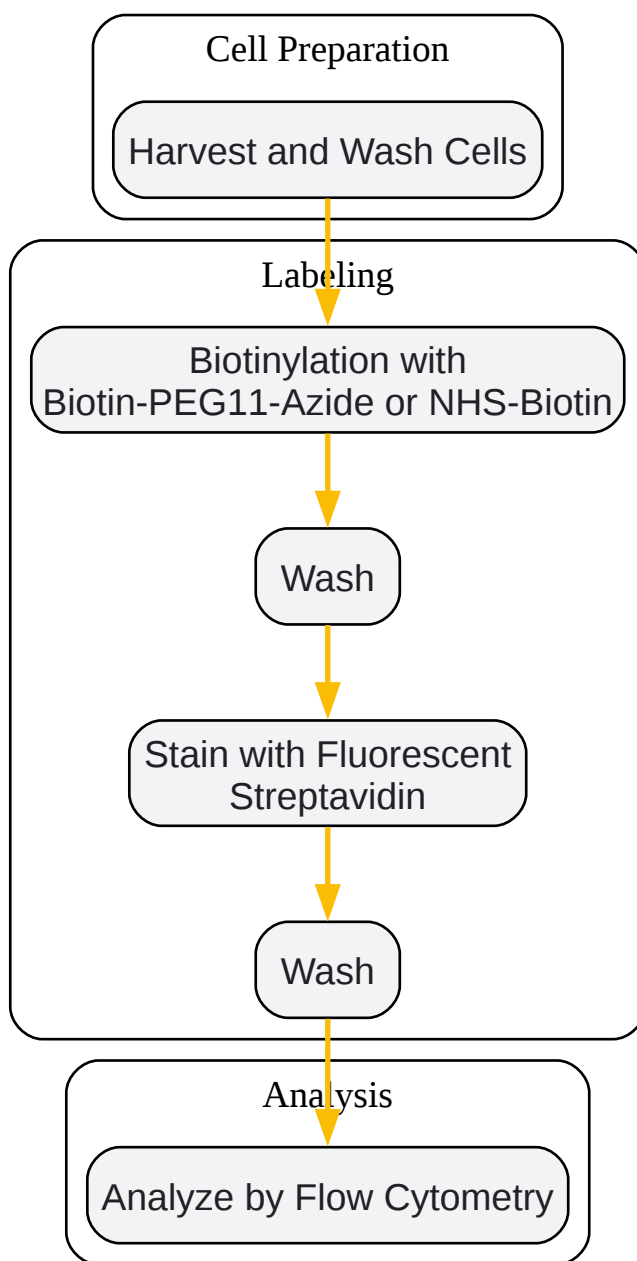 Cell Preparation
Harvest and Wash Cells
Labeling
Biotinylation with
Biotin-PEG11-Azide or NHS-Biotin
Wash
Stain with Fluorescent
Streptavidin
Wash
Analysis
Analyze by Flow Cytometry